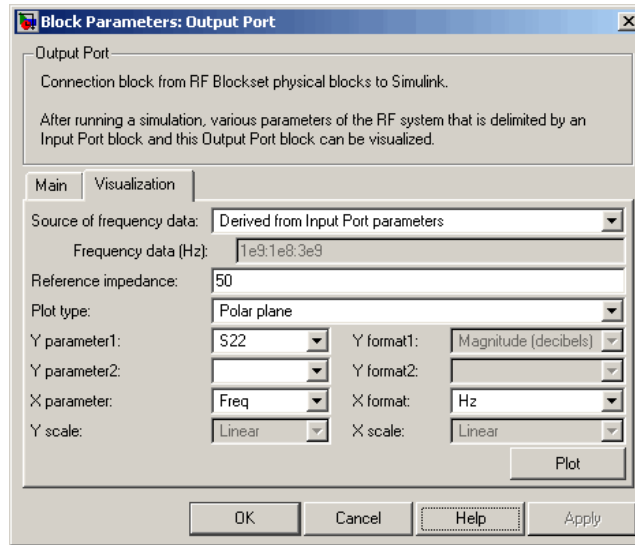 Block Parameters: Output Port
Output Port
Connection block from RF Blockset physical blocks to Simulink.
After running a simulation, various parameters of the RF system that is delimited by an
Input Port block and this Output Port block can be visualized.
Main Visualization
Source of frequency data: Derived from Input Port parameters
Frequency data (Hz): 1e9:1e8:3e9
Reference impedance: 50
Plot type: Polar plane
Y parameter1: S22 Y format1: Magnitude (decibels)
Y parameter2: Y format2:
X parameter: Freq X format: Hz
Y scale: Linear X scale: Linear
Plot
OK Cancel Help Apply